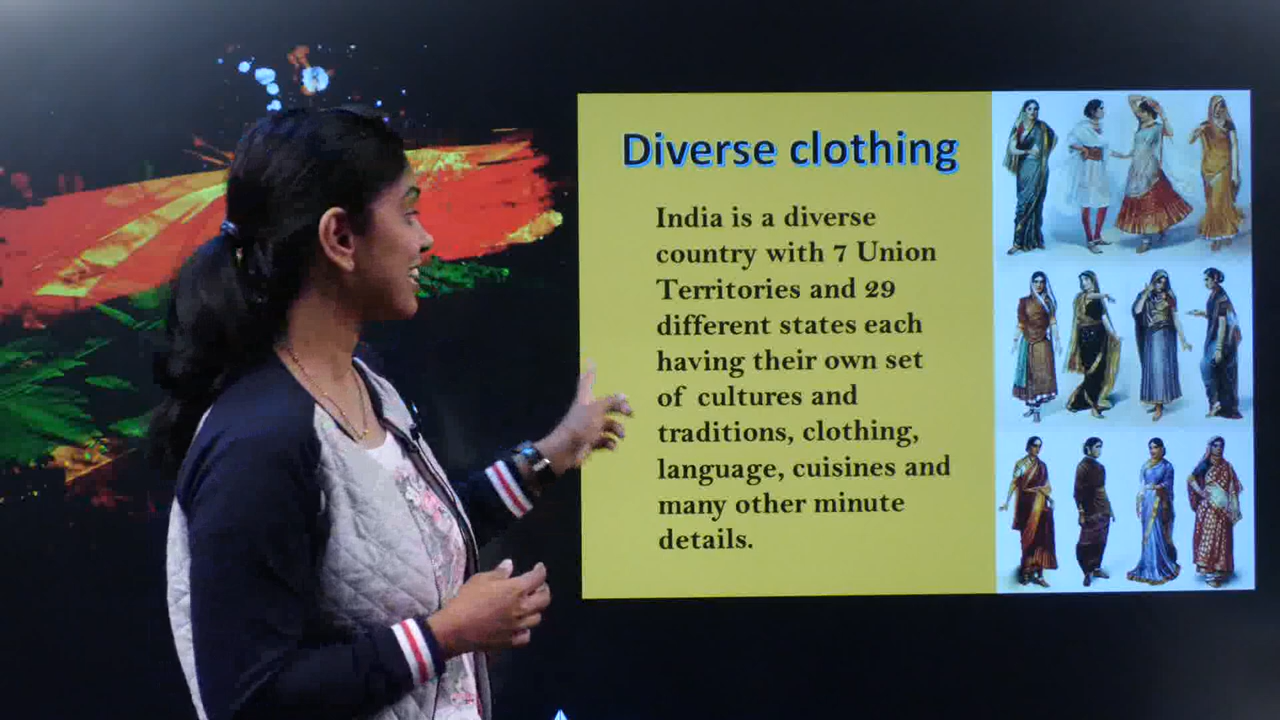 Diverse clothing
India is a diverse
country with 7 Union
Territories and 29
different states each
having their own set
of cultures and
traditions, clothing,
language, cuisines and
many other minute
details.